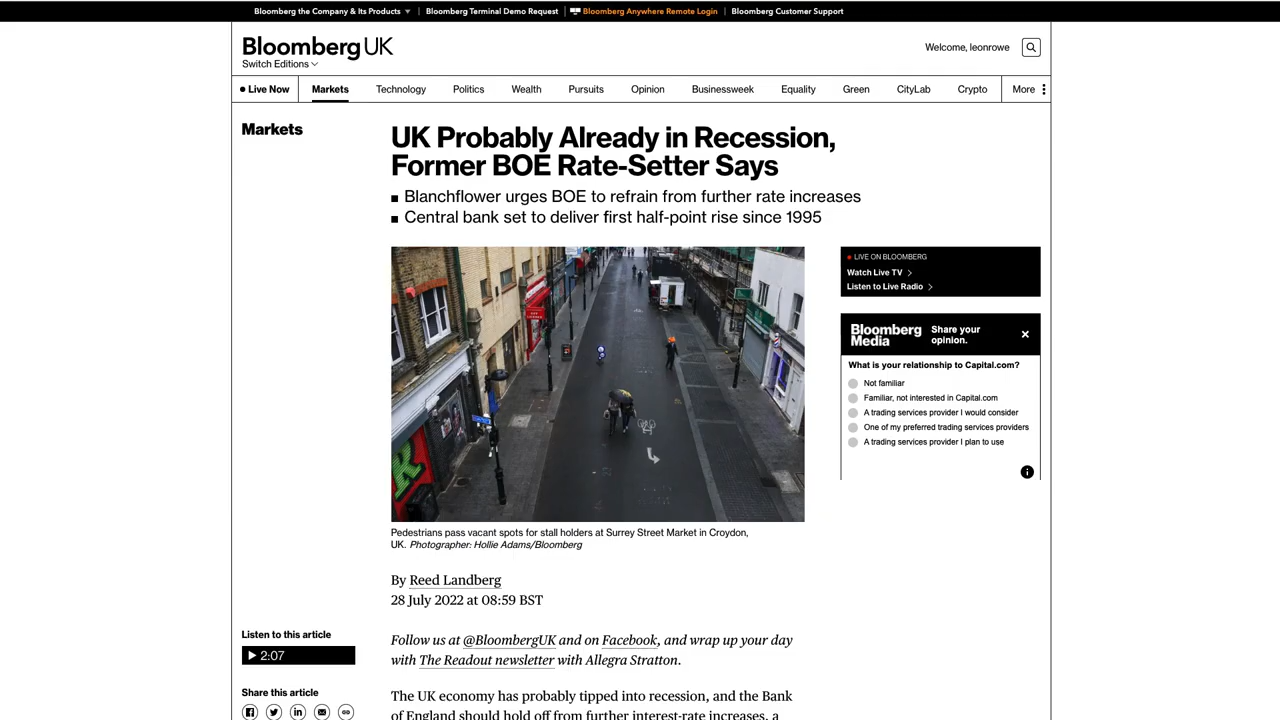 Bloomberg the Company & Its Products
Bloomberg Terminal Demo Request
Bloomberg Anywhere Remote Login
Bloomberg Customer Support
Bloomberg UK
Switch Editions
Welcome, leonrowe
Live Now
Markets
Technology
Politics
Wealth
Pursuits
Opinion
Businessweek
Equality
Green
CityLab
Crypto
More
Markets
UK Probably Already in Recession,
Former BOE Rate-Setter Says
Blanchflower urges BOE to refrain from further rate increases
Central bank set to deliver first half-point rise since 1995
LIVE ON BLOOMBERG
Watch Live TV
Listen to Live Radio
Bloomberg
Media
Share your
opinion.
What is your relationship to Capital.com?
Not familiar
Familiar, not interested in Capital.com
A trading services provider I would consider
One of my preferred trading services providers
A trading services provider I plan to use
Pedestrians pass vacant spots for stall holders at Surrey Street Market in Croydon,
UK. Photographer: Hollie Adams/Bloomberg
By Reed Landberg
28 July 2022 at 08:59 BST
Listen to this article
2:07
Share this article
Follow us at @BloombergUK and on Facebook, and wrap up your day
with The Readout newsletter with Allegra Stratton.
The UK economy has probably tipped into recession, and the Bank
of England should hold off from further interest-rate increases, a